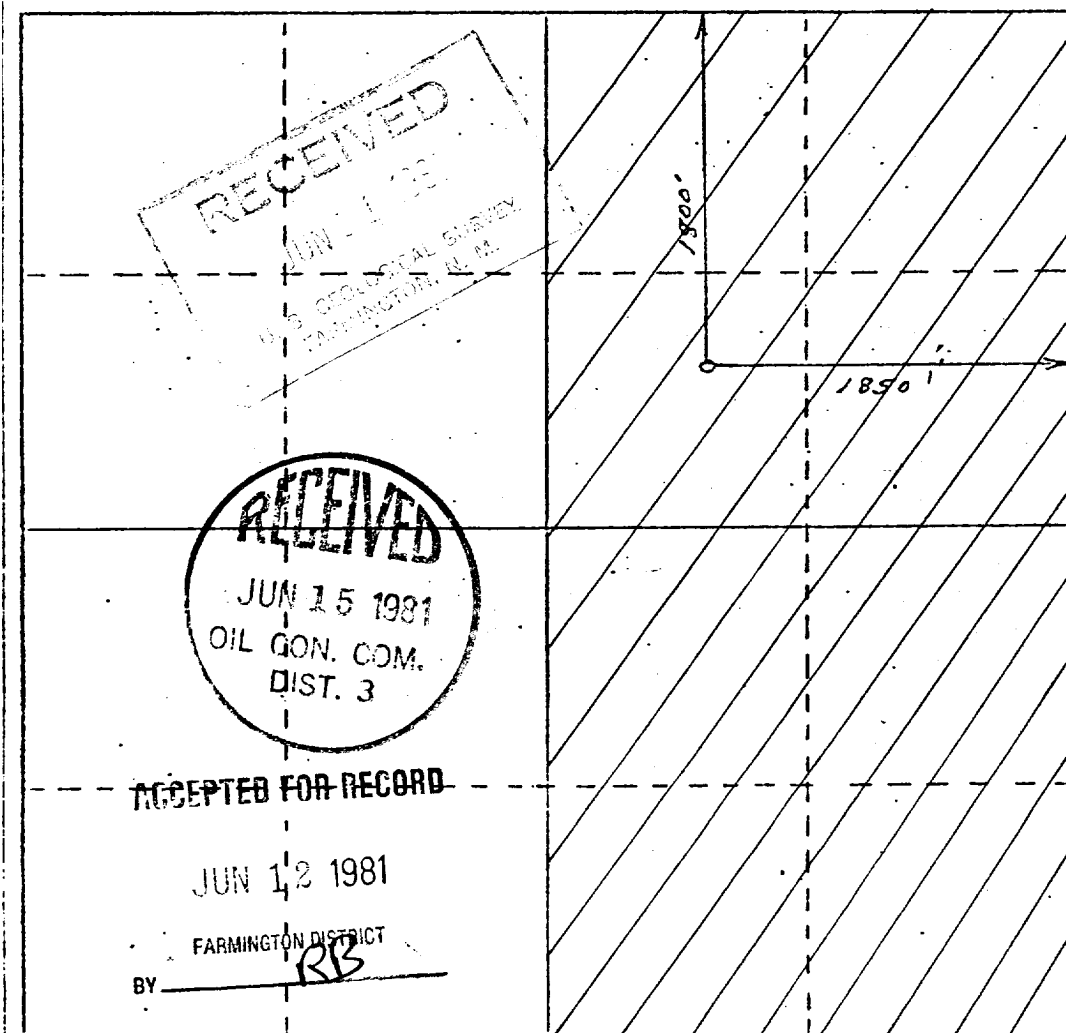 RECEIVED
JUN 198
U. S. GEOLOGICAL SURVEY
FARMINGTON, N. M.
1800'
1850'
RECEIVED
JUN 15 1981
OIL CON. COM.
DIST. 3
ACCEPTED FOR RECORD
JUN 12 1981
FARMINGTON DISTRICT
BY RB